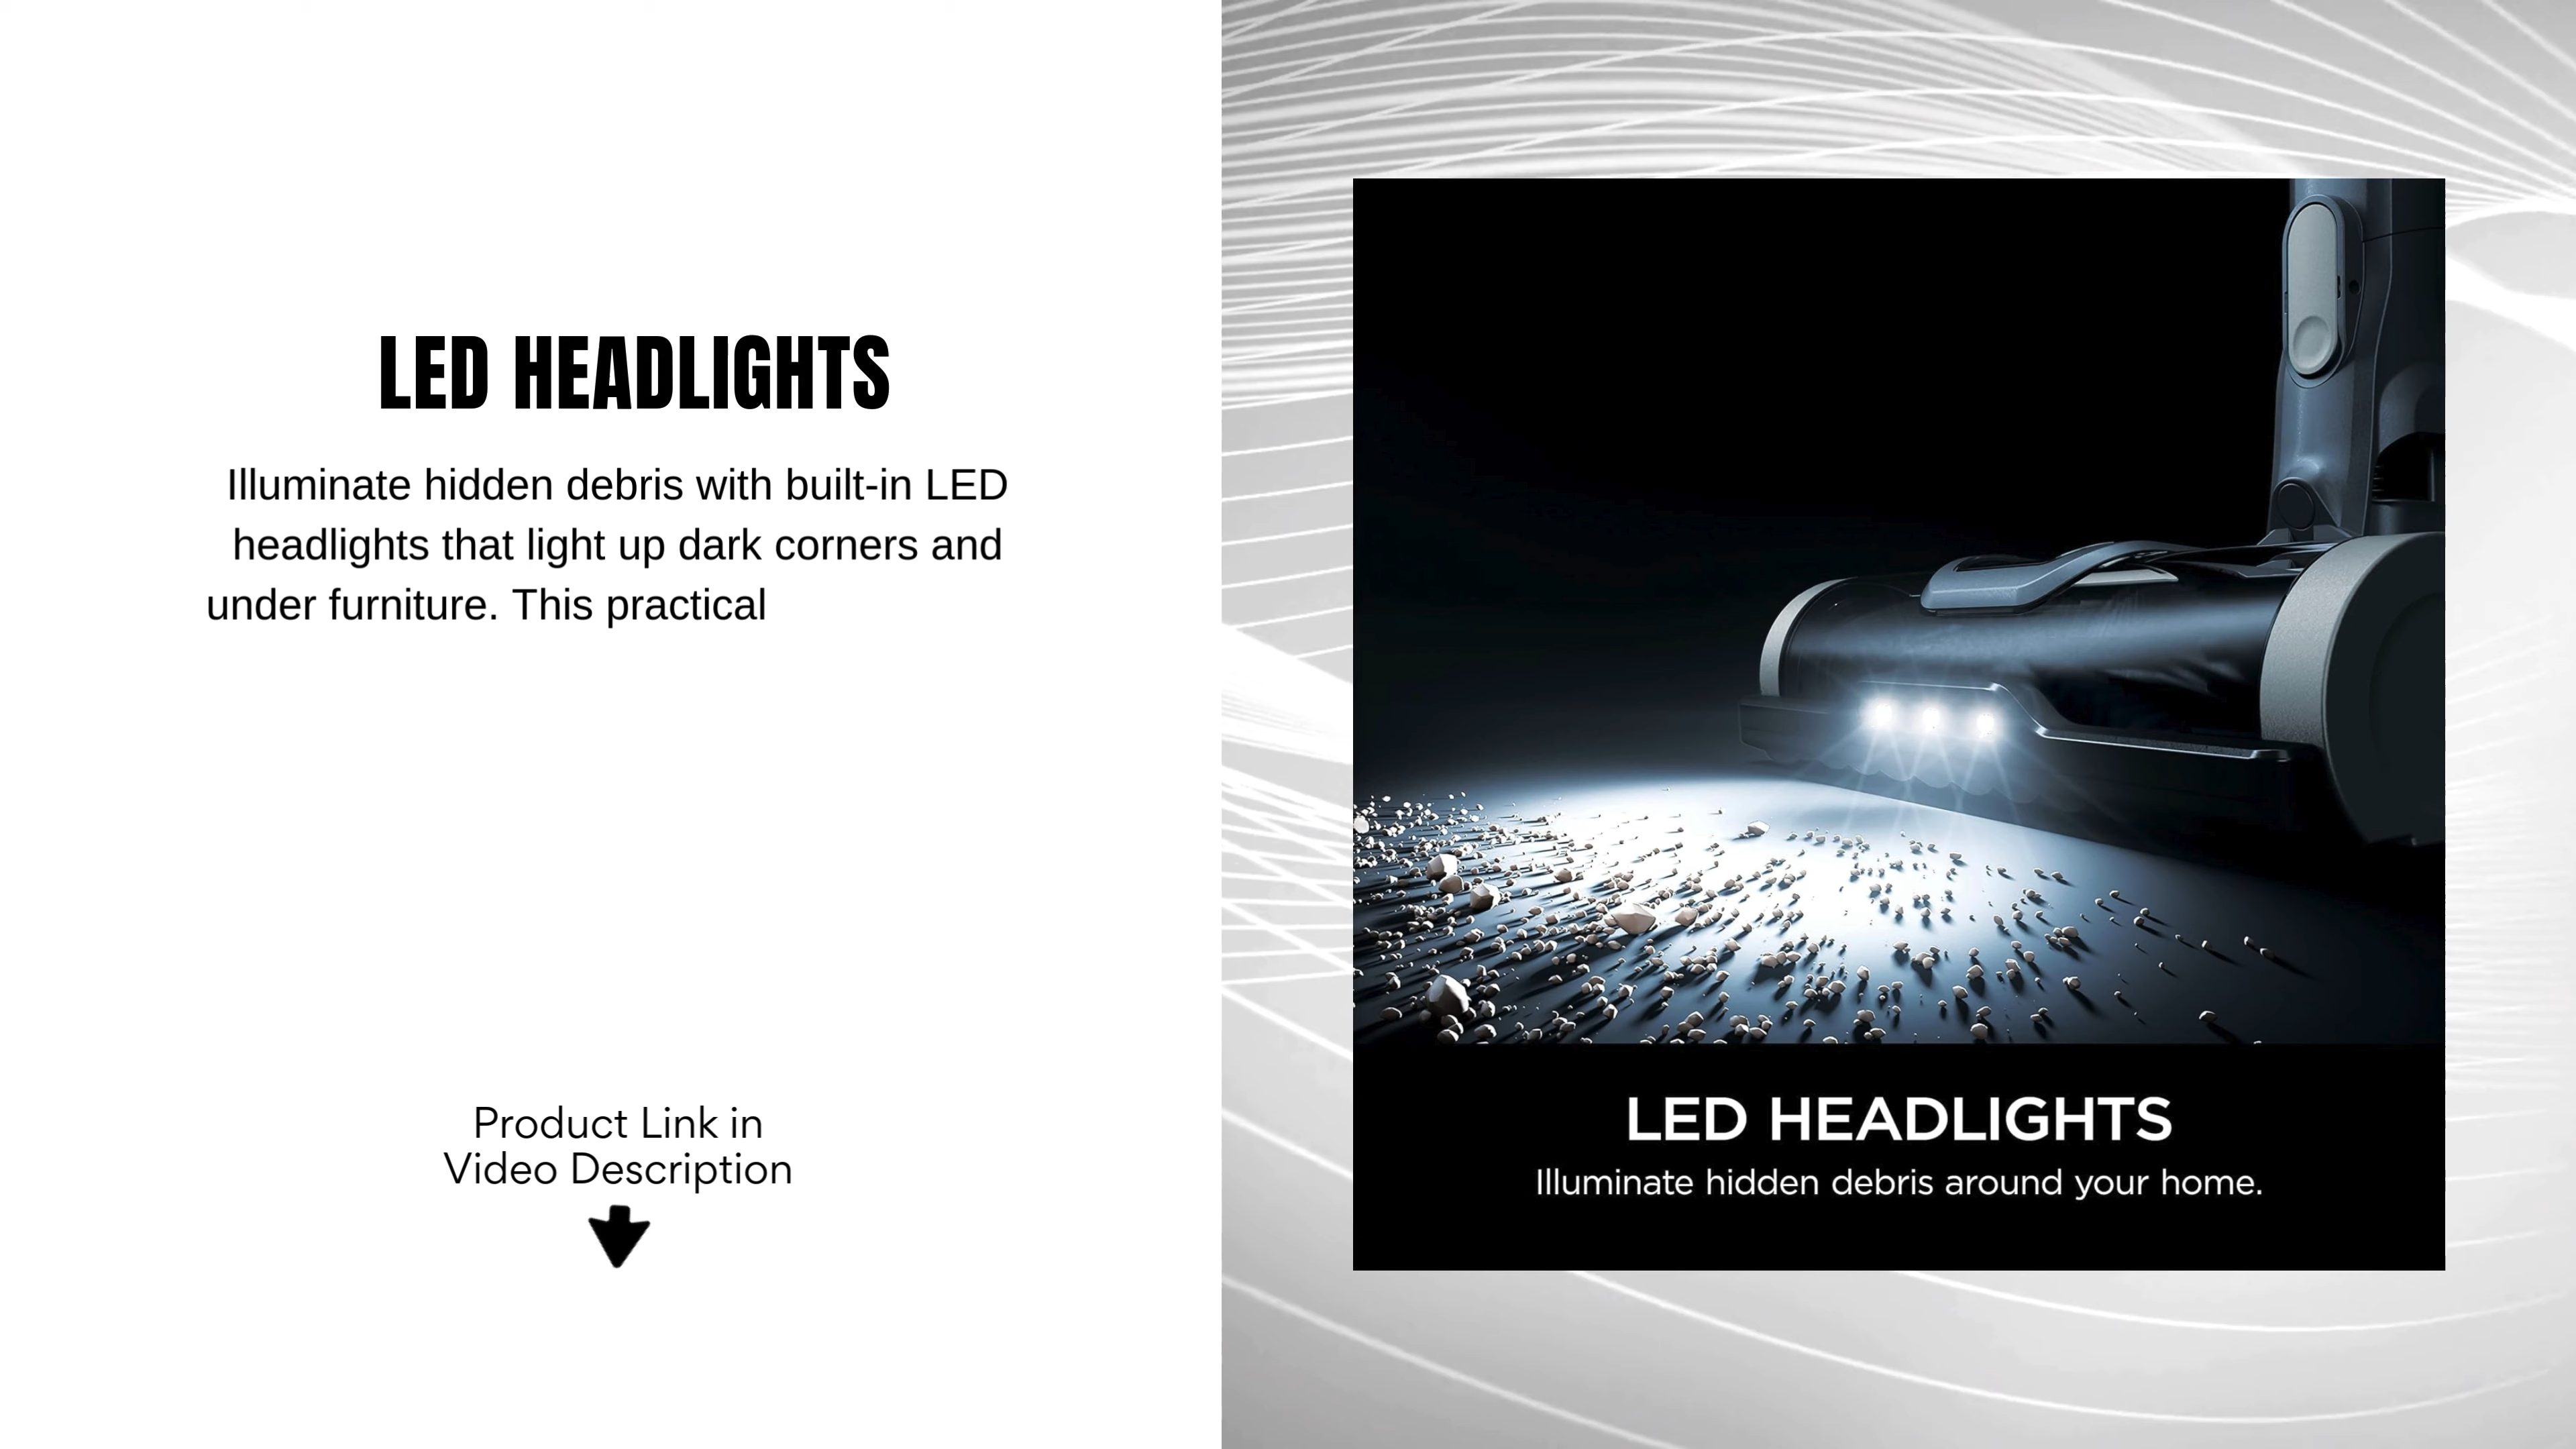 LED HEADLIGHTS
Illuminate hidden debris with built-in LED
headlights that light up dark corners and
under furniture. This practical
Product Link in
Video Description
LED HEADLIGHTS
Illuminate hidden debris around your home.